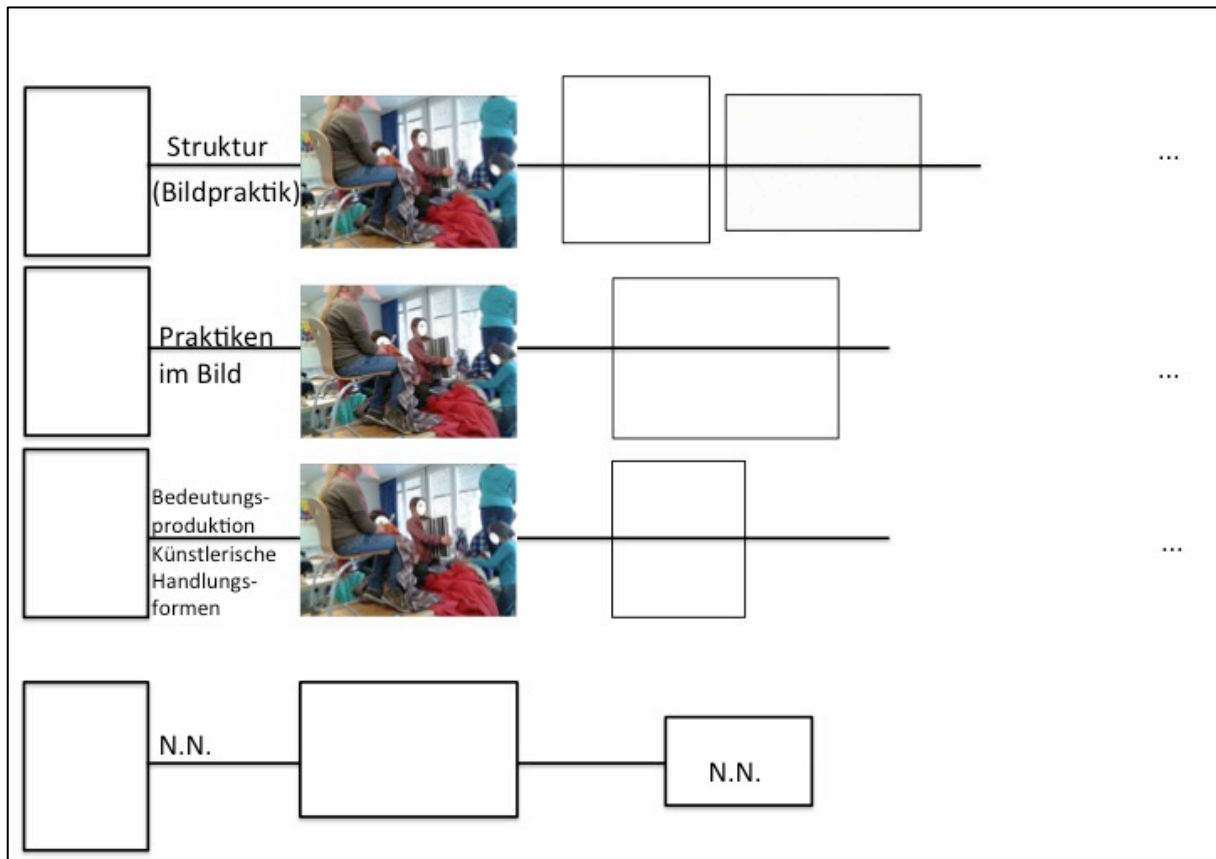 Struktur
(Bildpraktik)
...
Praktiken
im Bild
...
Bedeutungs-
produktion
Künstlerische
Handlungs-
formen
...
N.N.
N.N.